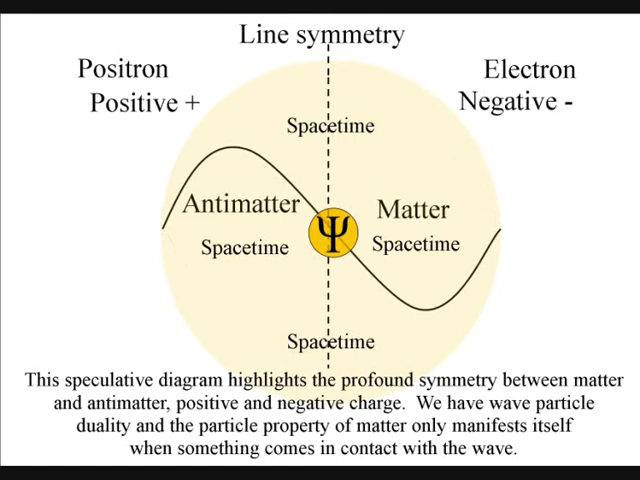 Line symmetry
Positron
Positive +
Electron
Negative -
Spacetime
Antimatter
Matter
Ψ
Spacetime
Spacetime
Spacetime
This speculative diagram highlights the profound symmetry between matter
and antimatter, positive and negative charge. We have wave particle
duality and the particle property of matter only manifests itself
when something comes in contact with the wave.